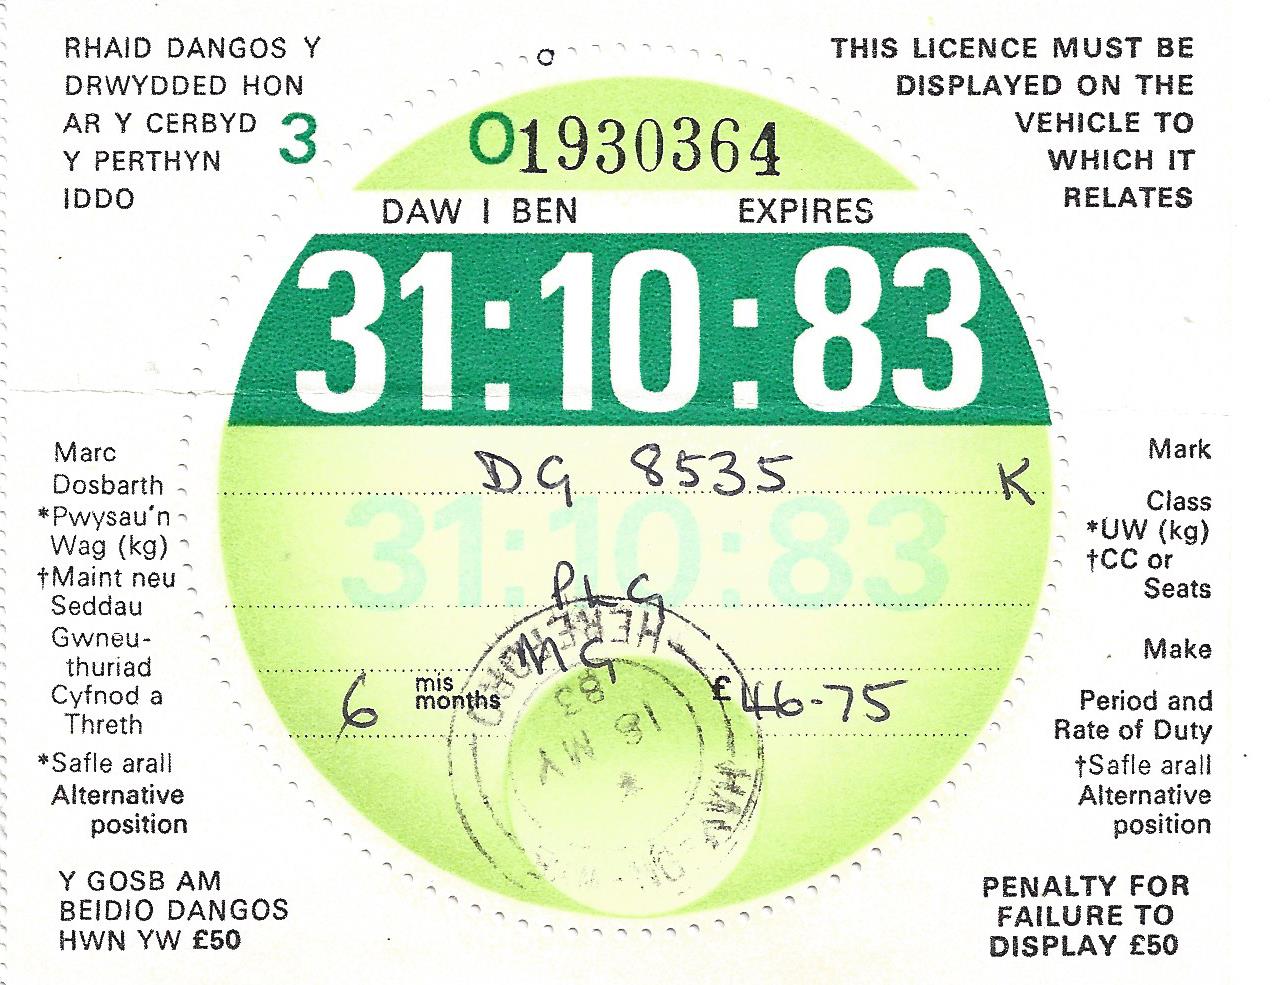 RHAID DANGOS Y
DRWYDDED HON
AR Y CERBYD
Y PERTHYN
IDDO
3
THIS LICENCE MUST BE
DISPLAYED ON THE
VEHICLE TO
WHICH IT
RELATES
01930364
DAW I BEN EXPIRES
31:10:83
DG 8535 K
31:10:83
PLG
MG
6 mis
months £46-75
Marc
Dosbarth
*Pwysau'n
Wag (kg)
†Maint neu
Seddau
Gwneu-
thuriad
Cyfnod a
Threth
*Safle arall
Alternative
position
Mark
Class
*UW (kg)
†CC or
Seats
Make
Period and
Rate of Duty
†Safle arall
Alternative
position
HEREFORD
18 MY
83
Y GOSB AM
BEIDIO DANGOS
HWN YW £50
PENALTY FOR
FAILURE TO
DISPLAY £50